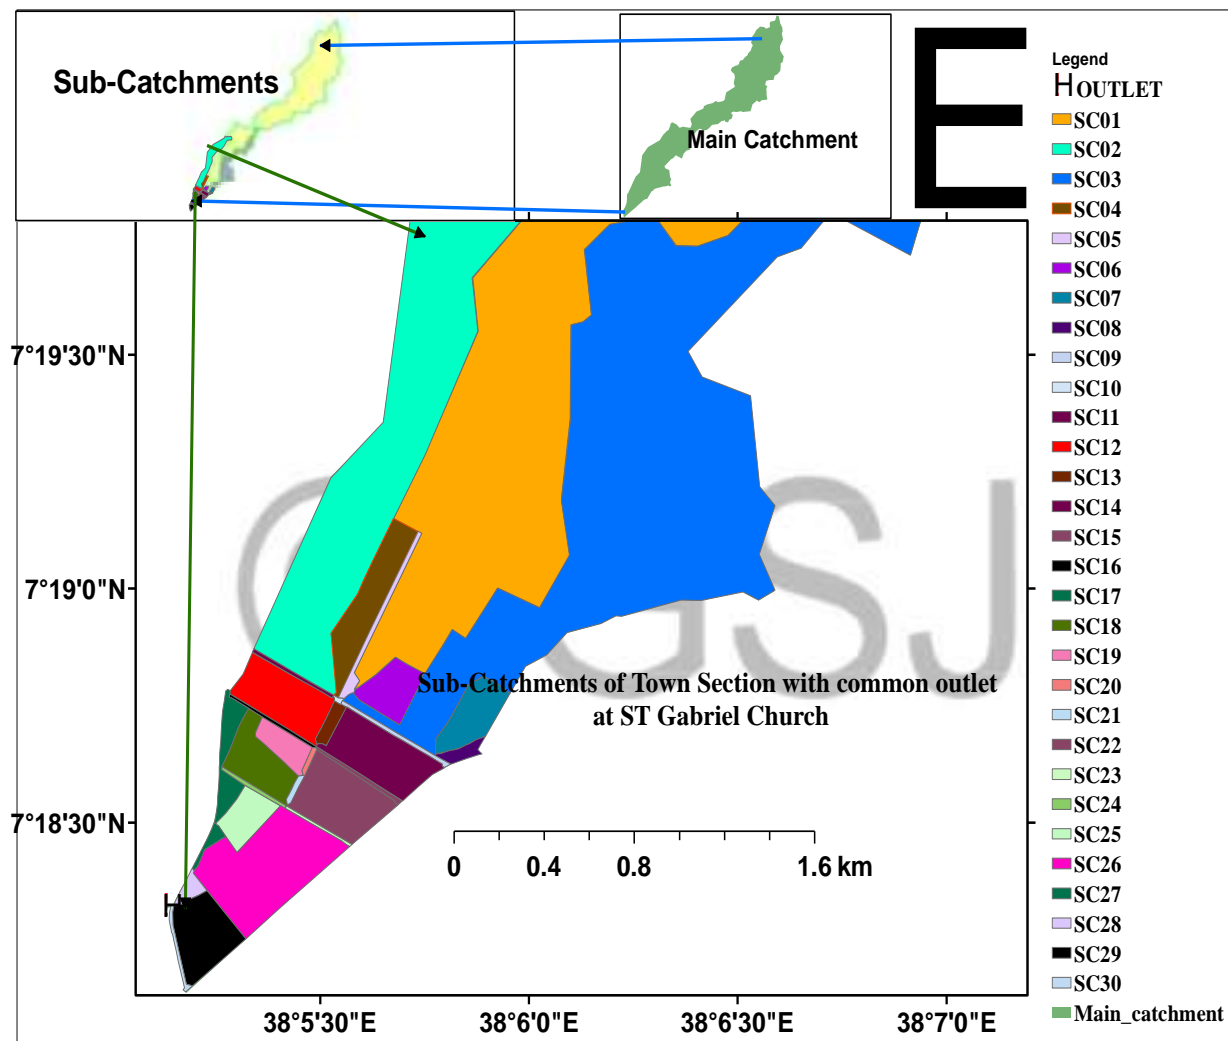 Sub-Catchments
Main Catchment
E
Legend
H OUTLET
SC01
SC02
SC03
SC04
SC05
SC06
SC07
SC08
SC09
SC10
SC11
SC12
SC13
SC14
SC15
SC16
SC17
SC18
SC19
SC20
SC21
SC22
SC23
SC24
SC25
SC26
SC27
SC28
SC29
SC30
Main_catchment
7°19'30"N
7°19'0"N
7°18'30"N
GSJ
Sub-Catchments of Town Section with common outlet
at ST Gabriel Church
0 0.4 0.8 1.6 km
H
38°5'30"E 38°6'0"E 38°6'30"E 38°7'0"E